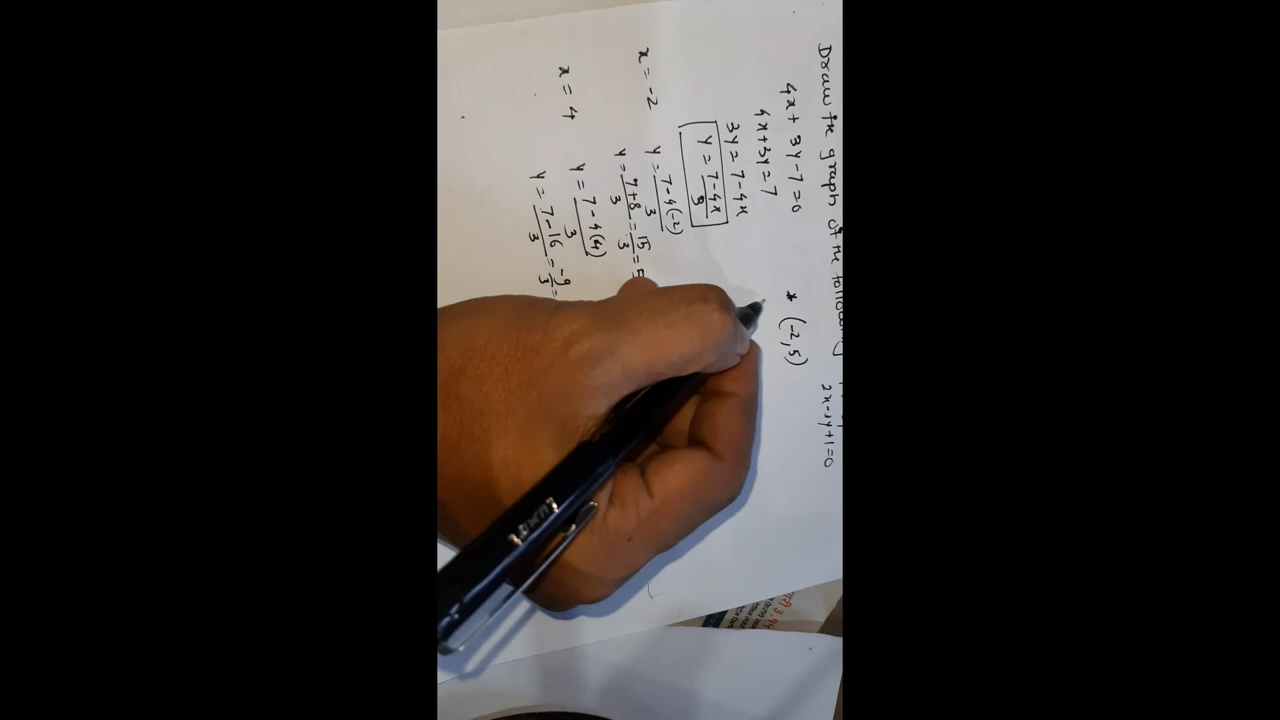 Draw the graph of the following
2x-3y+1=0
4x+3y-7=0
* (-2,5)
4x+3y=7
3y=7-4x
y = 7-4x/3
x = -2
y = 7-4(-2)/3
y = 7+8/3 = 15/3 = 5
x = 4
y = 7-4(4)/3
y = 7-16/3 = -9/3 =
LUXOR